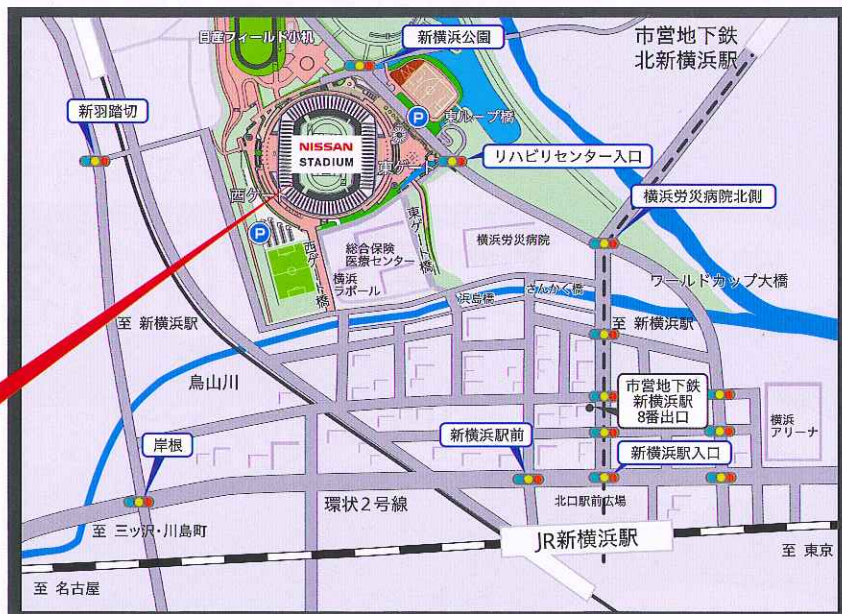 日産フィールド小机
新横浜公園
市営地下鉄
北新横浜駅
新羽踏切
P
東ループ橋
NISSAN
STADIUM
東ゲート
リハビリセンター入口
西ゲート
横浜労災病院北側
P
東ゲート橋
西ゲート橋
総合保険
医療センター
横浜労災病院
横浜
ラポール
ワールドカップ大橋
浜島橋
さんかく橋
至 新横浜駅
至 新横浜駅
鳥山川
市営地下鉄
新横浜駅
8番出口
横浜
アリーナ
岸根
新横浜駅前
新横浜駅入口
環状2号線
北口駅前広場
至 三ッ沢・川島町
JR新横浜駅
至 東京
至 名古屋